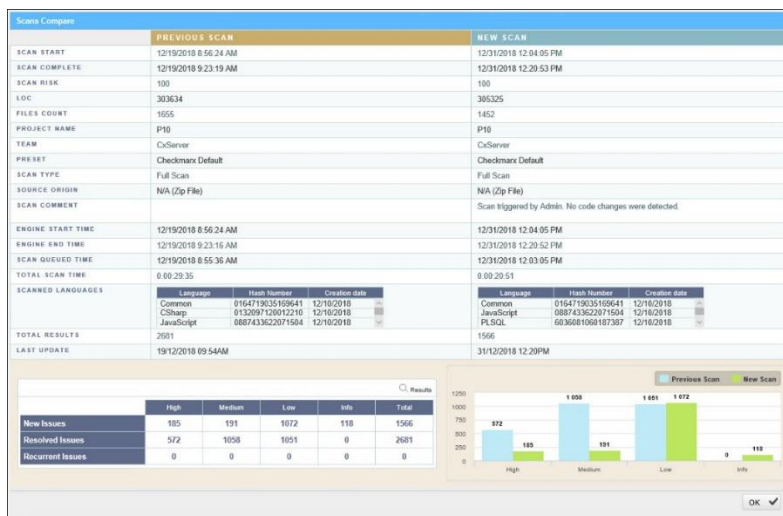 Scans Compare
PREVIOUS SCAN NEW SCAN
SCAN START 12/19/2018 8:56:24 AM 12/31/2018 12:04:05 PM
SCAN COMPLETE 12/19/2018 9:23:19 AM 12/31/2018 12:20:53 PM
SCAN RISK 100 100
LOC 303634 305325
FILES COUNT 1655 1452
PROJECT NAME P10 P10
TEAM CxServer CxServer
PRESET Checkmarx Default Checkmarx Default
SCAN TYPE Full Scan Full Scan
SOURCE ORIGIN N/A (Zip File) N/A (Zip File)
SCAN COMMENT Scan triggered by Admin. No code changes were detected.
ENGINE START TIME 12/19/2018 8:56:24 AM 12/31/2018 12:04:05 PM
ENGINE END TIME 12/19/2018 9:23:16 AM 12/31/2018 12:20:52 PM
SCAN QUEUED TIME 12/19/2018 8:55:36 AM 12/31/2018 12:03:05 PM
TOTAL SCAN TIME 0.00:29:35 0.00:20:51
SCANNED LANGUAGES Language Hash Number Creation date Language Hash Number Creation date
Common 0164719035169641 12/10/2018 Common 0164719035169641 12/10/2018
CSharp 0132097120012210 12/10/2018 JavaScript 0887433622071504 12/10/2018
JavaScript 0887433622071504 12/10/2018 PLSQL 6036081060187387 12/10/2018
TOTAL RESULTS 2681 1566
LAST UPDATE 19/12/2018 09:54AM 31/12/2018 12:20PM
Results
High Medium Low Info Total
New Issues 185 191 1072 118 1566
Resolved Issues 572 1058 1051 0 2681
Recurrent Issues 0 0 0 0 0
Previous Scan New Scan
1250
1000
750
500
250
0
572 185 1 058 191 1 051 1 072 0 118
High Medium Low Info
OK